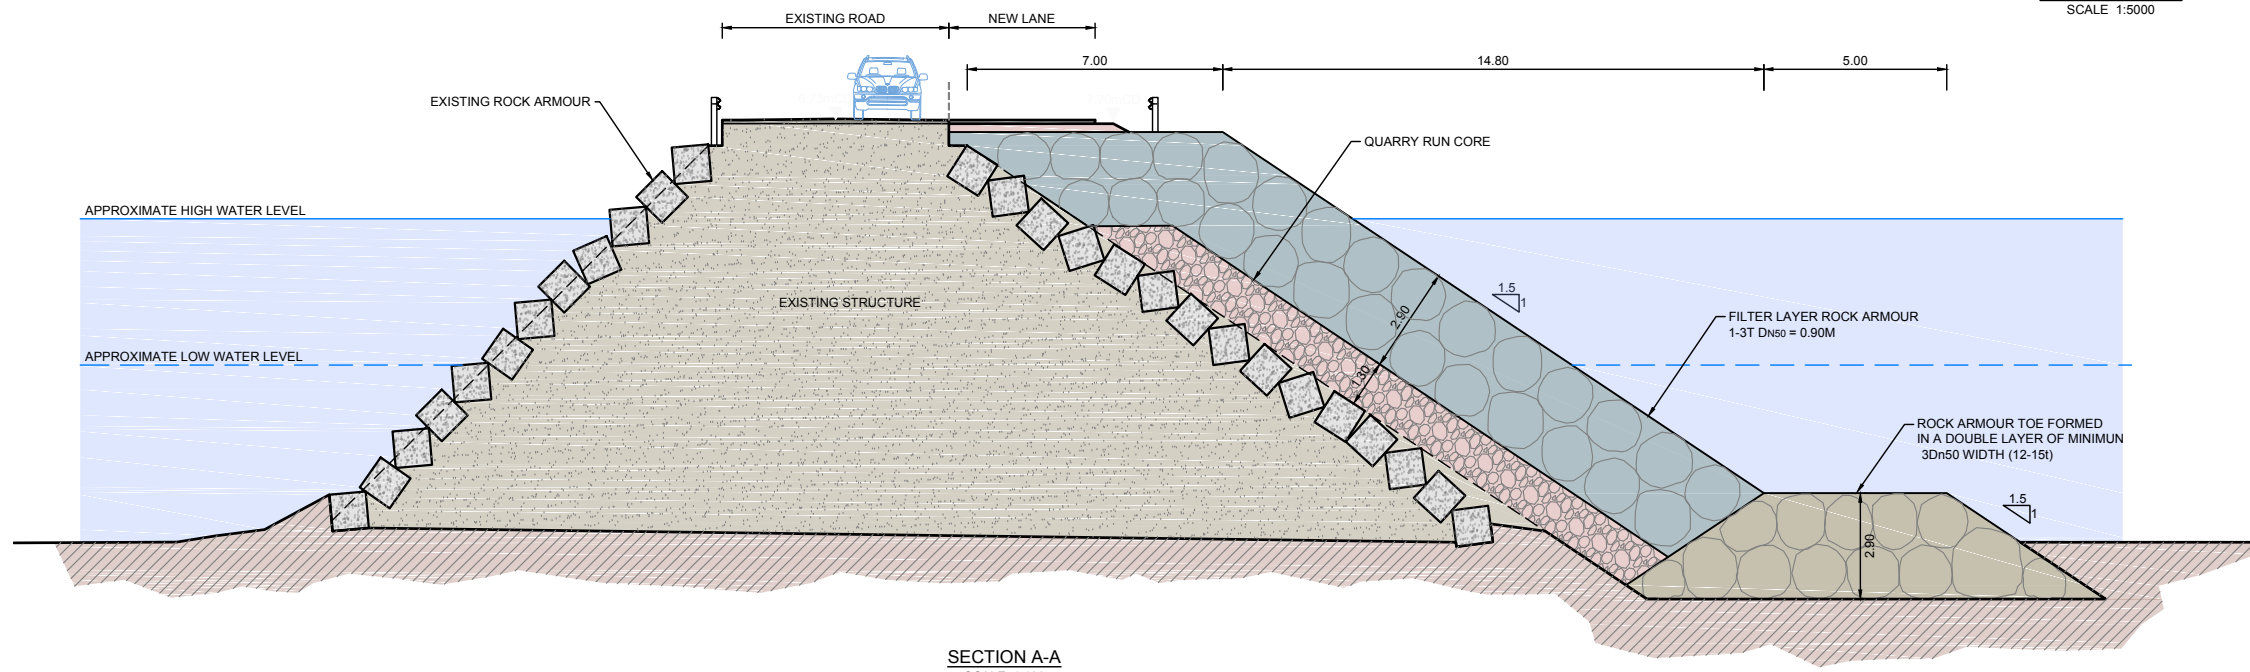 SCALE 1:5000
EXISTING ROAD
NEW LANE
7.00
14.80
5.00
EXISTING ROCK ARMOUR
QUARRY RUN CORE
APPROXIMATE HIGH WATER LEVEL
1.5
1
EXISTING STRUCTURE
2.90
FILTER LAYER ROCK ARMOUR
1-3T DN50 = 0.90M
APPROXIMATE LOW WATER LEVEL
1.30
ROCK ARMOUR TOE FORMED
IN A DOUBLE LAYER OF MINIMUN
3Dn50 WIDTH (12-15t)
1.5
1
2.90
SECTION A-A